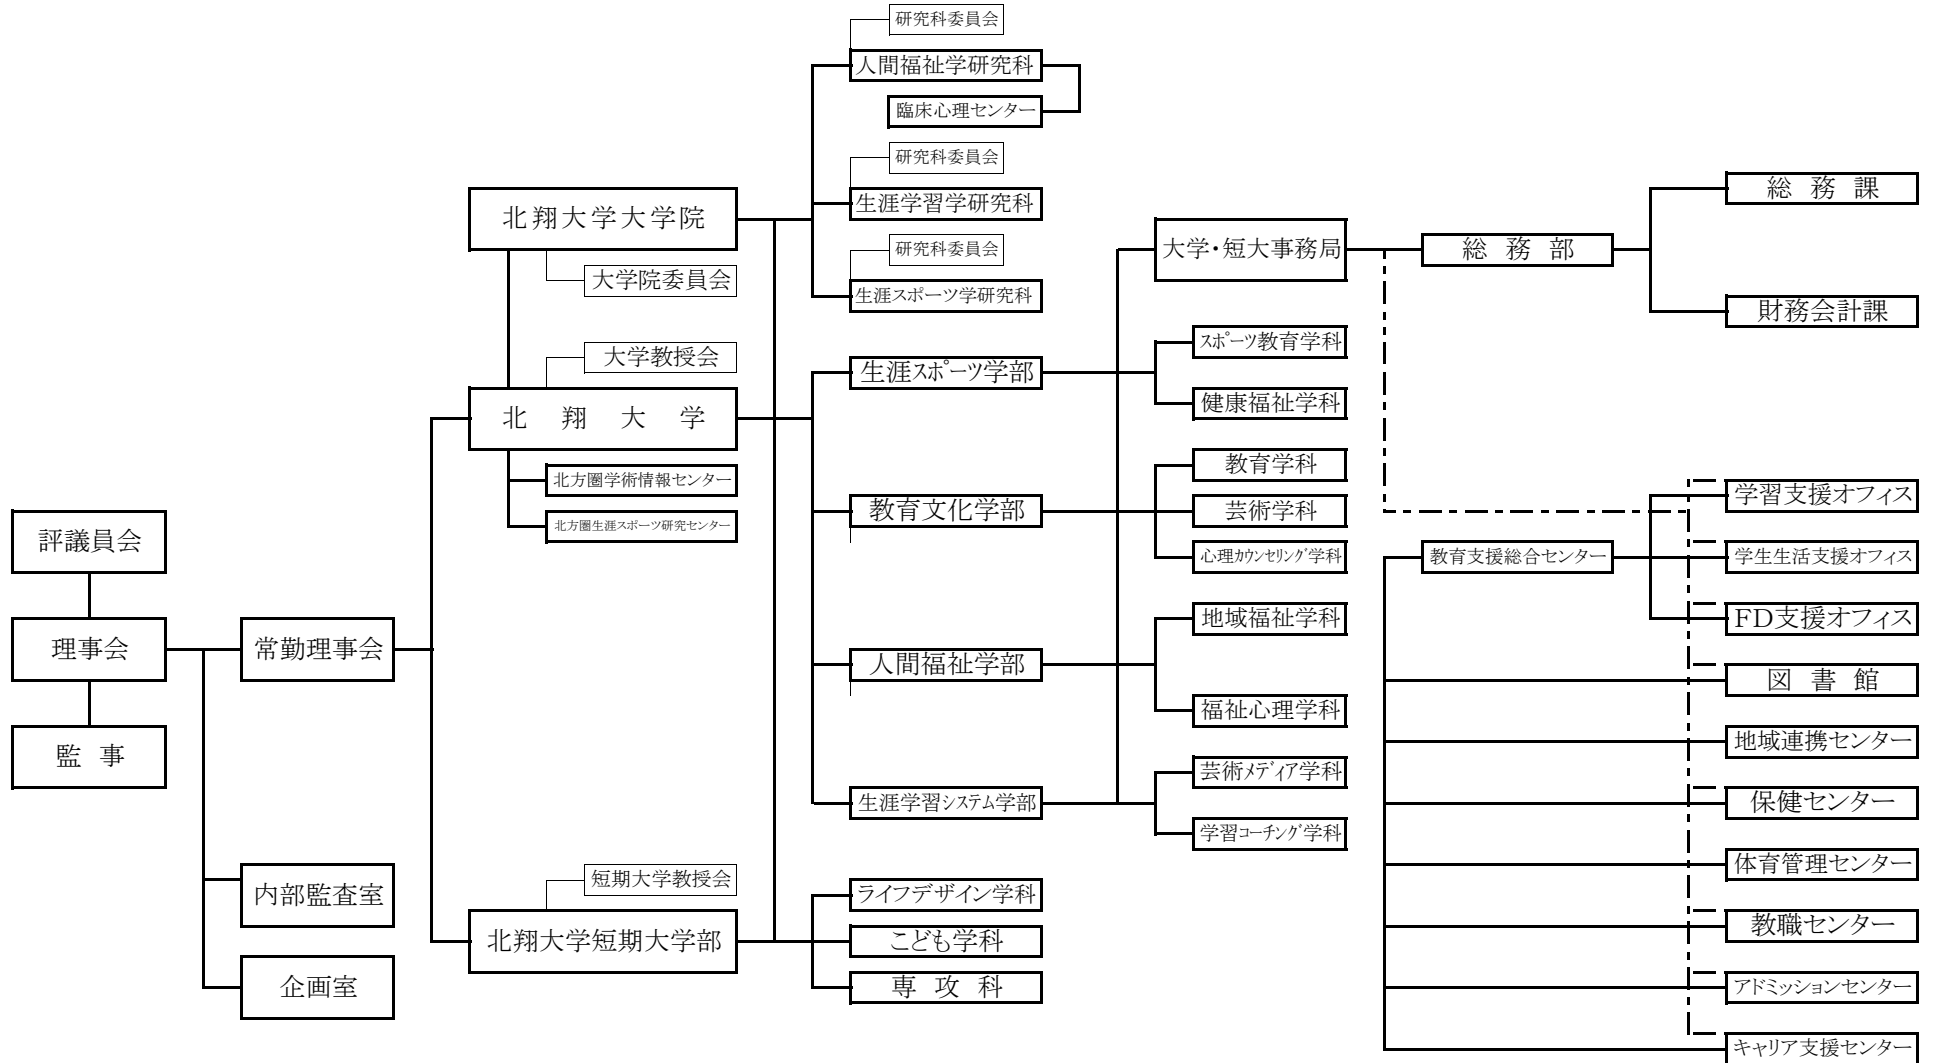 評議員会
理事会
監　事
常勤理事会
内部監査室
企画室
北翔大学大学院
大学院委員会
大学教授会
北　翔　大　学
北方圏学術情報センター
北方圏生涯スポーツ研究センター
短期大学教授会
北翔大学短期大学部
研究科委員会
人間福祉学研究科
臨床心理センター
研究科委員会
生涯学習学研究科
研究科委員会
生涯スポーツ学研究科
生涯スポーツ学部
教育文化学部
人間福祉学部
生涯学習システム学部
ライフデザイン学科
こども学科
専　攻　科
大学・短大事務局
スポーツ教育学科
健康福祉学科
教育学科
芸術学科
心理カウンセリング学科
地域福祉学科
福祉心理学科
芸術メディア学科
学習コーチング学科
総　務　部
教育支援総合センター
総　務　課
財務会計課
学習支援オフィス
学生生活支援オフィス
FD支援オフィス
図　書　館
地域連携センター
保健センター
体育管理センター
教職センター
アドミッションセンター
キャリア支援センター